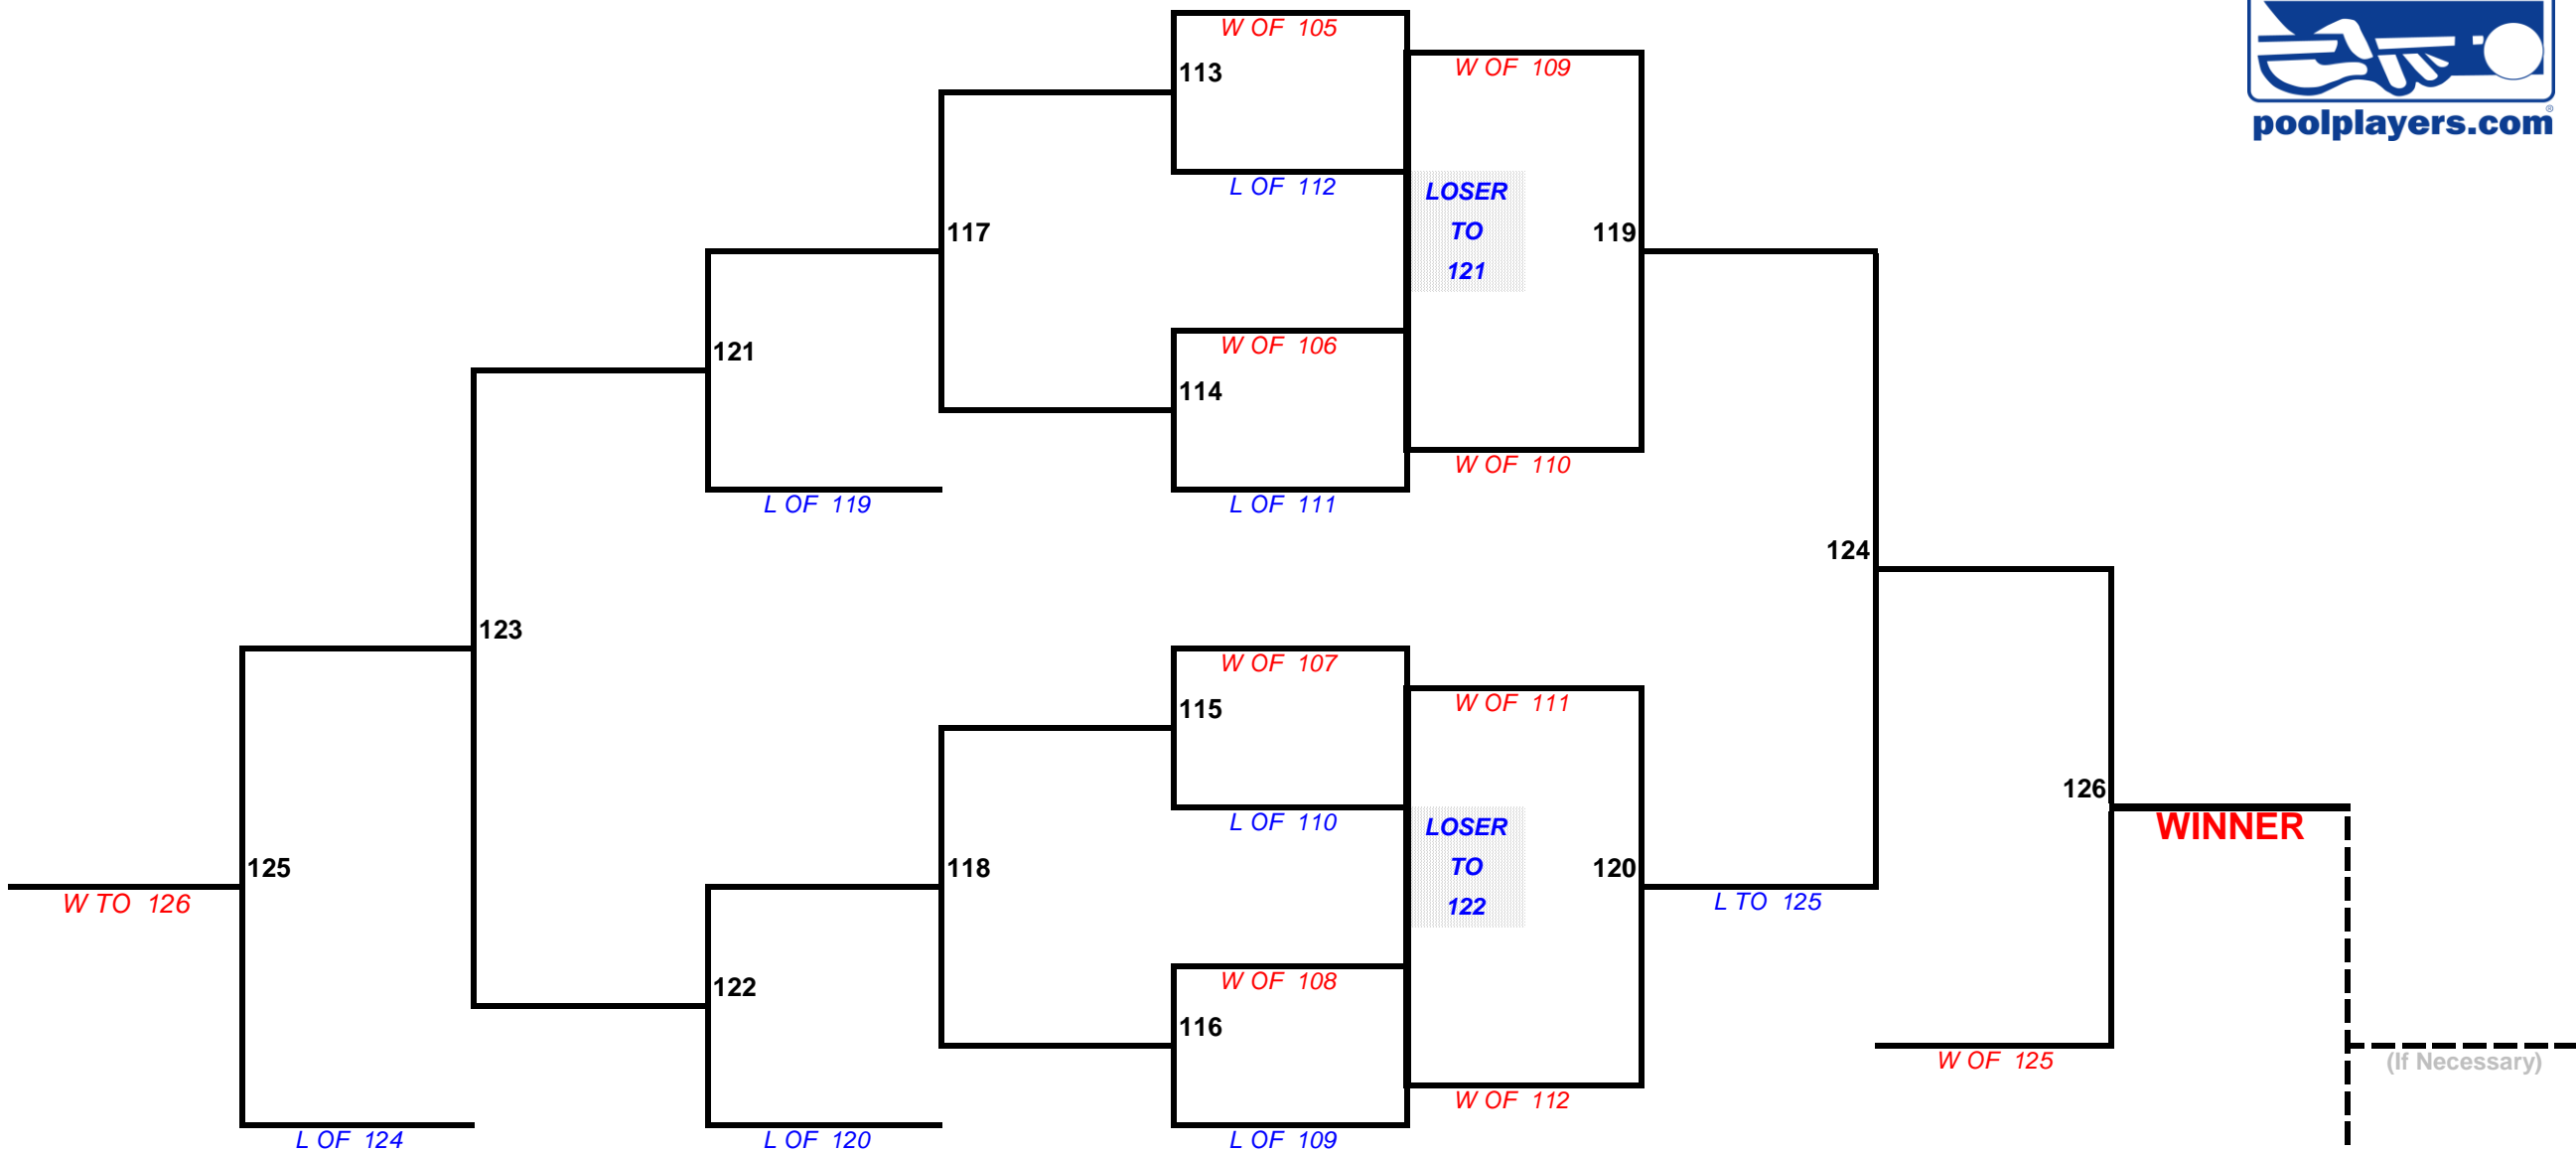 W OF 105
113
W OF 109
poolplayers.com
®
L OF 112
LOSER
TO
121
117
119
W OF 106
121
114
W OF 110
L OF 119
L OF 111
124
123
W OF 107
115
W OF 111
126
L OF 110
LOSER
TO
122
WINNER
125
118
120
W TO 126
L TO 125
W OF 108
122
116
W OF 125
(If Necessary)
W OF 112
L OF 124
L OF 120
L OF 109